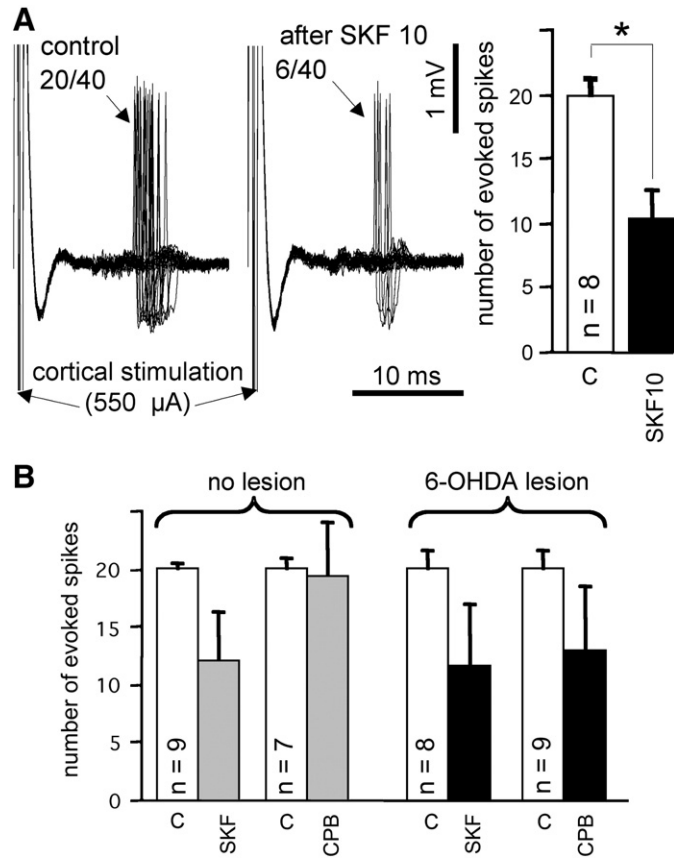 A
control
20/40
after SKF 10
6/40
1 mV
cortical stimulation
(550 µA)
10 ms
*
number of evoked spikes
20
15
10
5
0
n = 8
C
SKF10
B
no lesion
6-OHDA lesion
number of evoked spikes
20
15
10
5
0
n = 9
n = 7
n = 8
n = 9
C
SKF
C
CPB
C
SKF
C
CPB